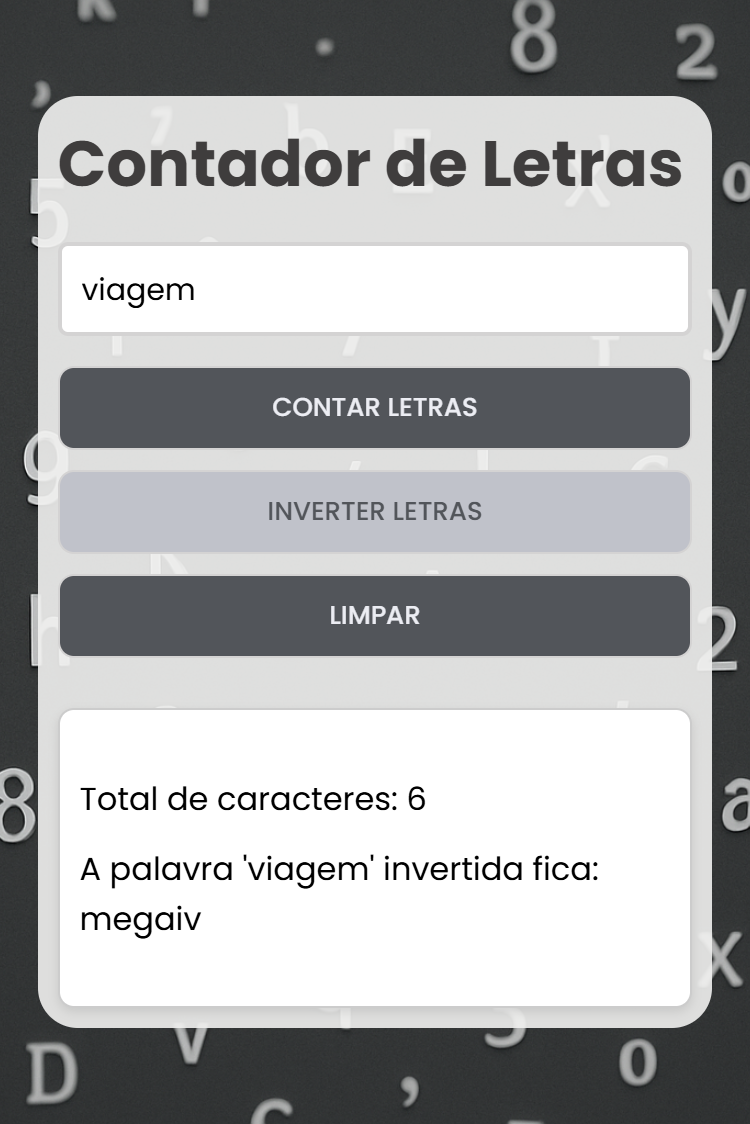 Contador de Letras
viagem
CONTAR LETRAS
INVERTER LETRAS
LIMPAR
Total de caracteres: 6
A palavra 'viagem' invertida fica:
megaiv